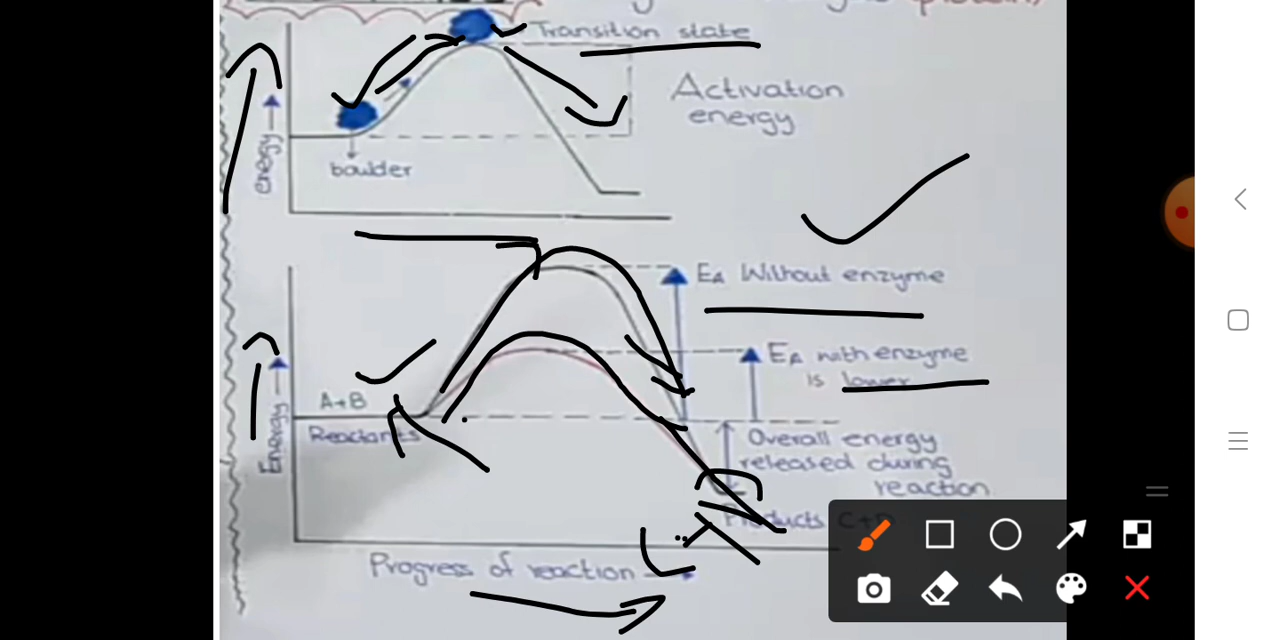 Transition state
Activation
energy
energy
boulder
EA Without enzyme
EA with enzyme
is lower
A+B
Reactants
Energy
Overall energy
released during
reaction
Products C+D
Progress of reaction